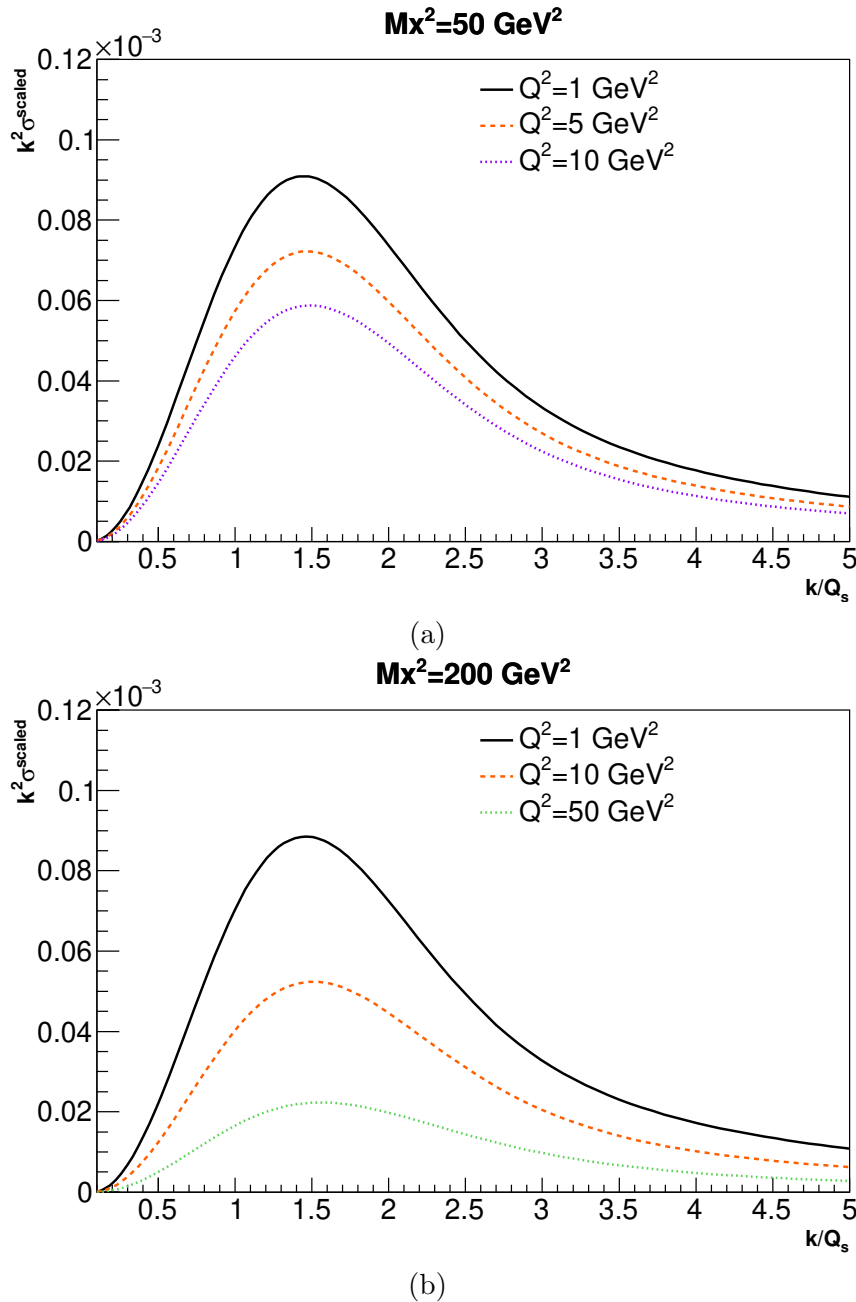 Mx²=50 GeV²
×10⁻³
k²σ^scaled
0.12
0.1
0.08
0.06
0.04
0.02
0
Q²=1 GeV²
Q²=5 GeV²
Q²=10 GeV²
0.5 1 1.5 2 2.5 3 3.5 4 4.5 5
k/Qₛ
(a)
Mx²=200 GeV²
×10⁻³
k²σ^scaled
0.12
0.1
0.08
0.06
0.04
0.02
0
Q²=1 GeV²
Q²=10 GeV²
Q²=50 GeV²
0.5 1 1.5 2 2.5 3 3.5 4 4.5 5
k/Qₛ
(b)